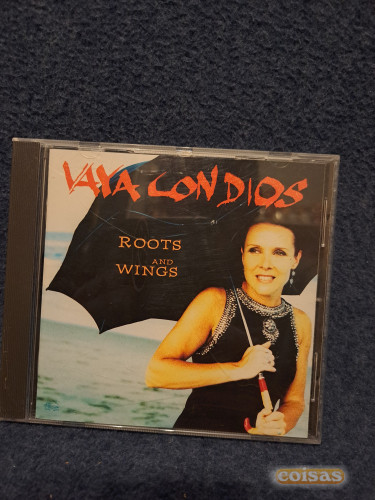 VAYA CON DIOS
ROOTS
AND
WINGS
coisas